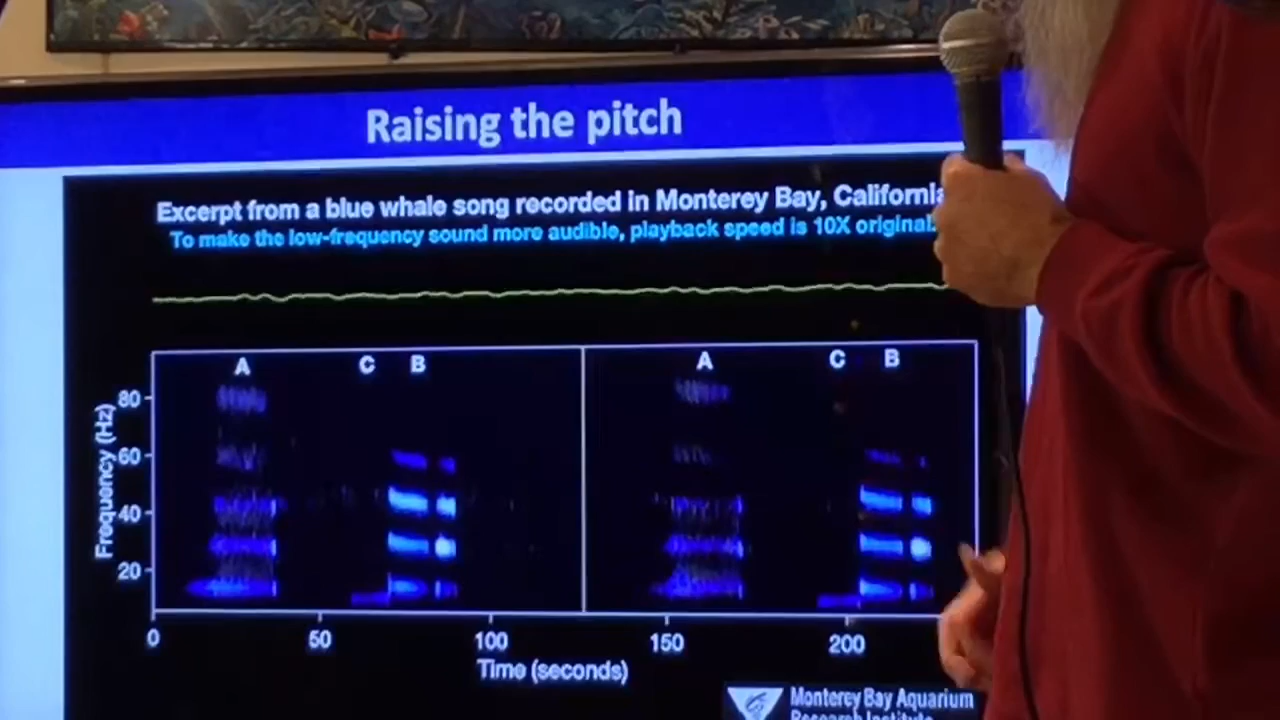 Raising the pitch
Excerpt from a blue whale song recorded in Monterey Bay, California
To make the low-frequency sound more audible, playback speed is 10X original.
A C B A C B
80
60
40
20
Frequency (Hz)
0 50 100 150 200
Time (seconds)
Monterey Bay Aquarium
Research Institute